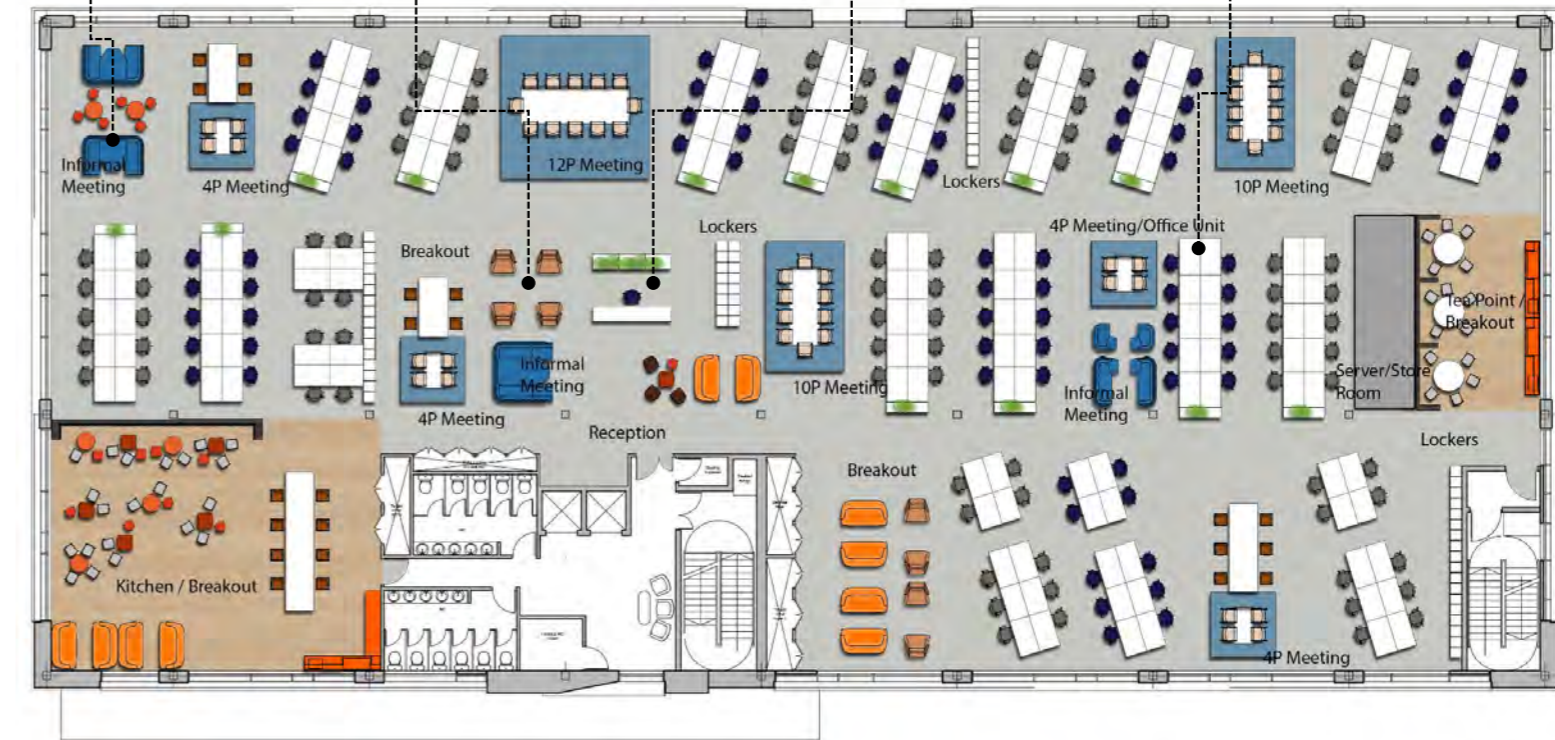 Informal
Meeting
4P Meeting
12P Meeting
Lockers
10P Meeting
Breakout
Lockers
4P Meeting/Office Unit
Informal
Meeting
10P Meeting
Informal
Meeting
Server/Store
Room
Tea Point /
Breakout
4P Meeting
Reception
Breakout
Lockers
Kitchen / Breakout
4P Meeting